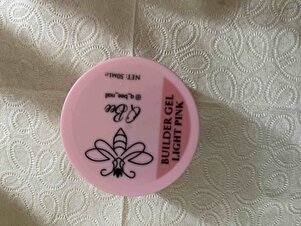 Q.Bee
@q_bee_nail
NET: 50ML℮
BUILDER GEL
LIGHT PINK